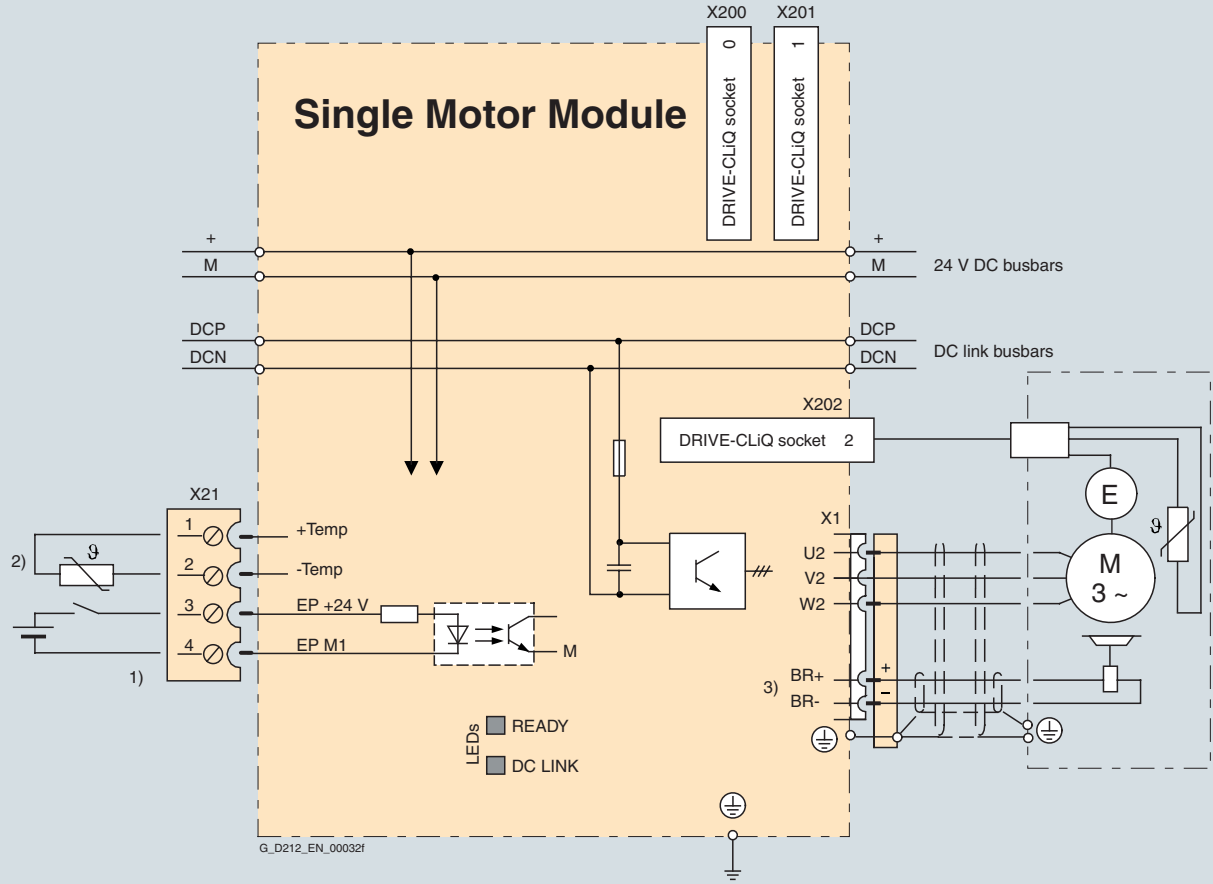 X200 X201
DRIVE-CLiQ socket 0
DRIVE-CLiQ socket 1
Single Motor Module
+ +
M M 24 V DC busbars
DCP DCP
DCN DCN DC link busbars
X202
DRIVE-CLiQ socket 2
X21
1 +Temp
2) ϑ
2 -Temp
3 EP +24 V
4 EP M1
M
1)
X1
U2
V2
W2
E
ϑ
M
3 ~
3) BR+ +
BR- −
LEDs
READY
DC LINK
G_D212_EN_00032f